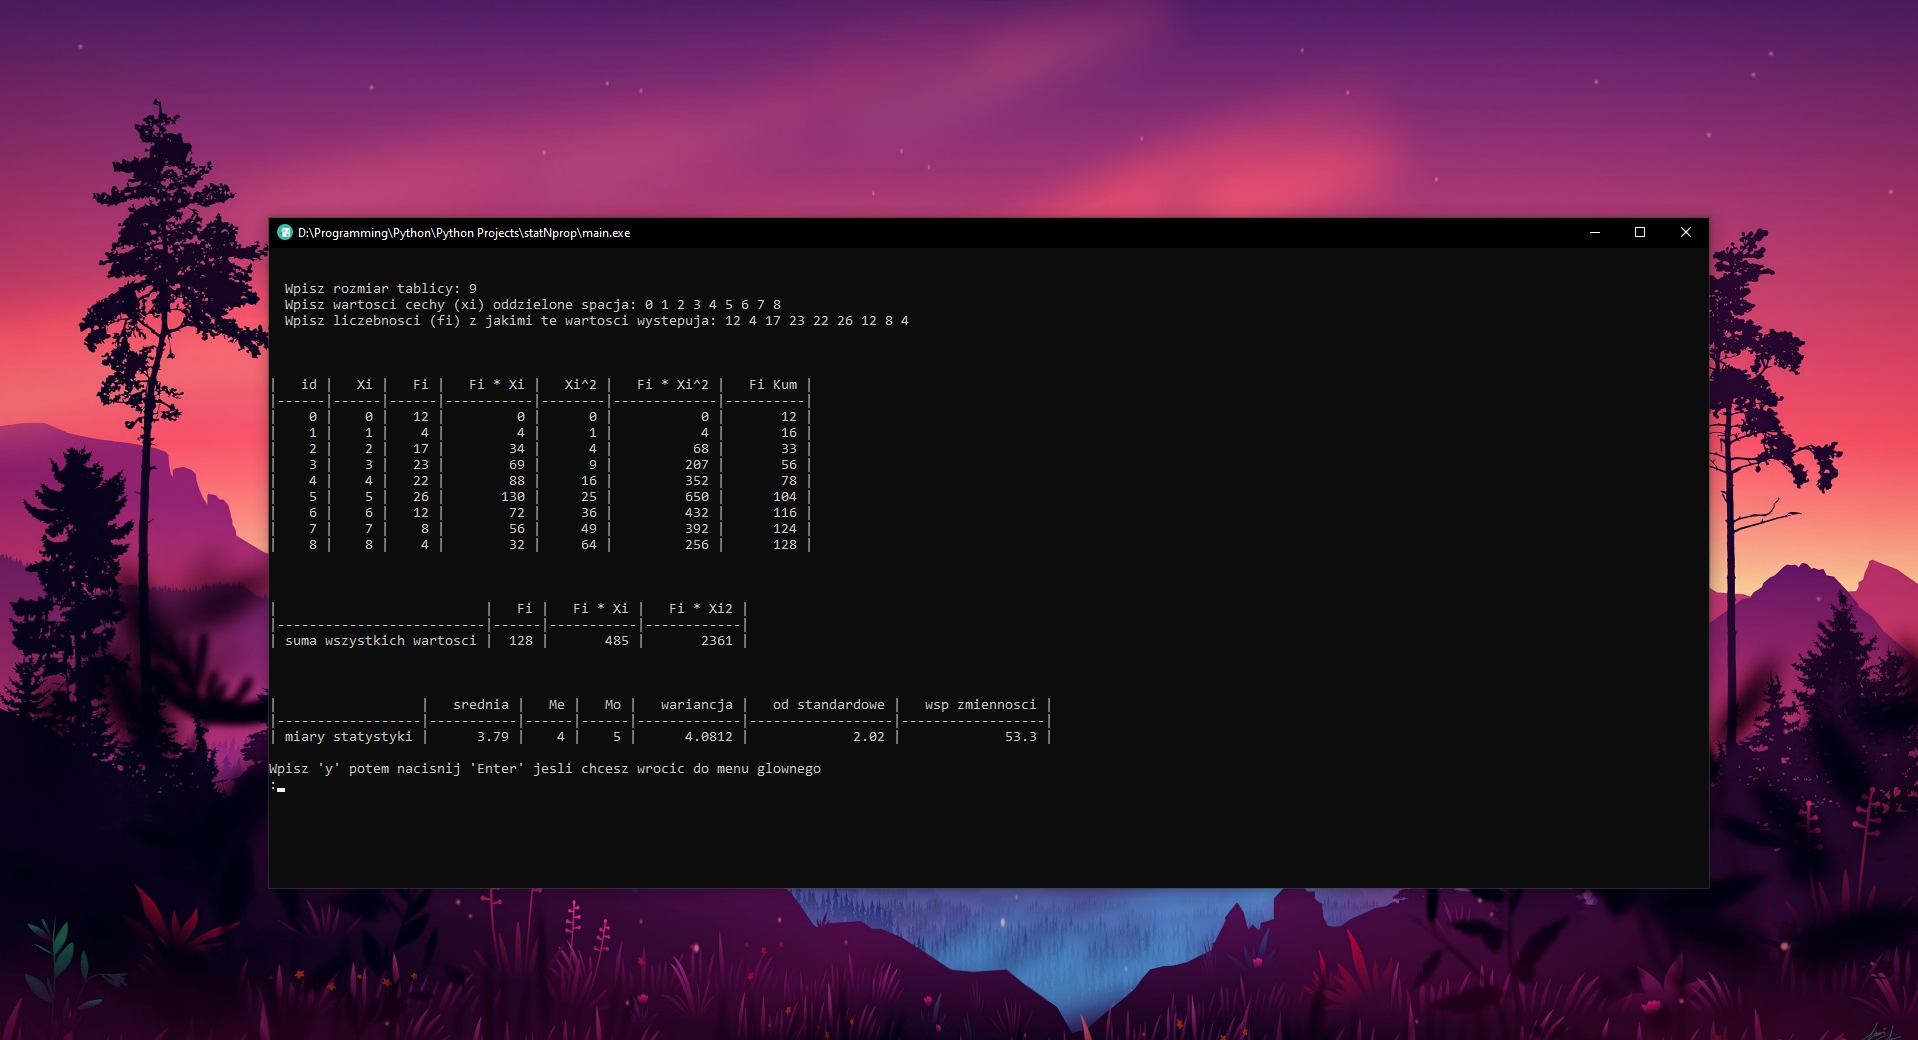 D:\Programming\Python\Python Projects\statNprop\main.exe
Wpisz rozmiar tablicy: 9
Wpisz wartosci cechy (xi) oddzielone spacja: 0 1 2 3 4 5 6 7 8
Wpisz liczebnosci (fi) z jakimi te wartosci wystepuja: 12 4 17 23 22 26 12 8 4
| id | Xi | Fi | Fi * Xi | Xi^2 | Fi * Xi^2 | Fi Kum |
|------|------|------|-----------|--------|-------------|----------|
| 0 | 0 | 12 | 0 | 0 | 0 | 12 |
| 1 | 1 | 4 | 4 | 1 | 4 | 16 |
| 2 | 2 | 17 | 34 | 4 | 68 | 33 |
| 3 | 3 | 23 | 69 | 9 | 207 | 56 |
| 4 | 4 | 22 | 88 | 16 | 352 | 78 |
| 5 | 5 | 26 | 130 | 25 | 650 | 104 |
| 6 | 6 | 12 | 72 | 36 | 432 | 116 |
| 7 | 7 | 8 | 56 | 49 | 392 | 124 |
| 8 | 8 | 4 | 32 | 64 | 256 | 128 |
| | Fi | Fi * Xi | Fi * Xi2 |
|--------------------------|------|-----------|------------|
| suma wszystkich wartosci | 128 | 485 | 2361 |
| | srednia | Me | Mo | wariancja | od standardowe | wsp zmiennosci |
|------------------|-----------|------|------|-------------|------------------|------------------|
| miary statystyki | 3.79 | 4 | 5 | 4.0812 | 2.02 | 53.3 |
Wpisz 'y' potem nacisnij 'Enter' jesli chcesz wrocic do menu glownego
: